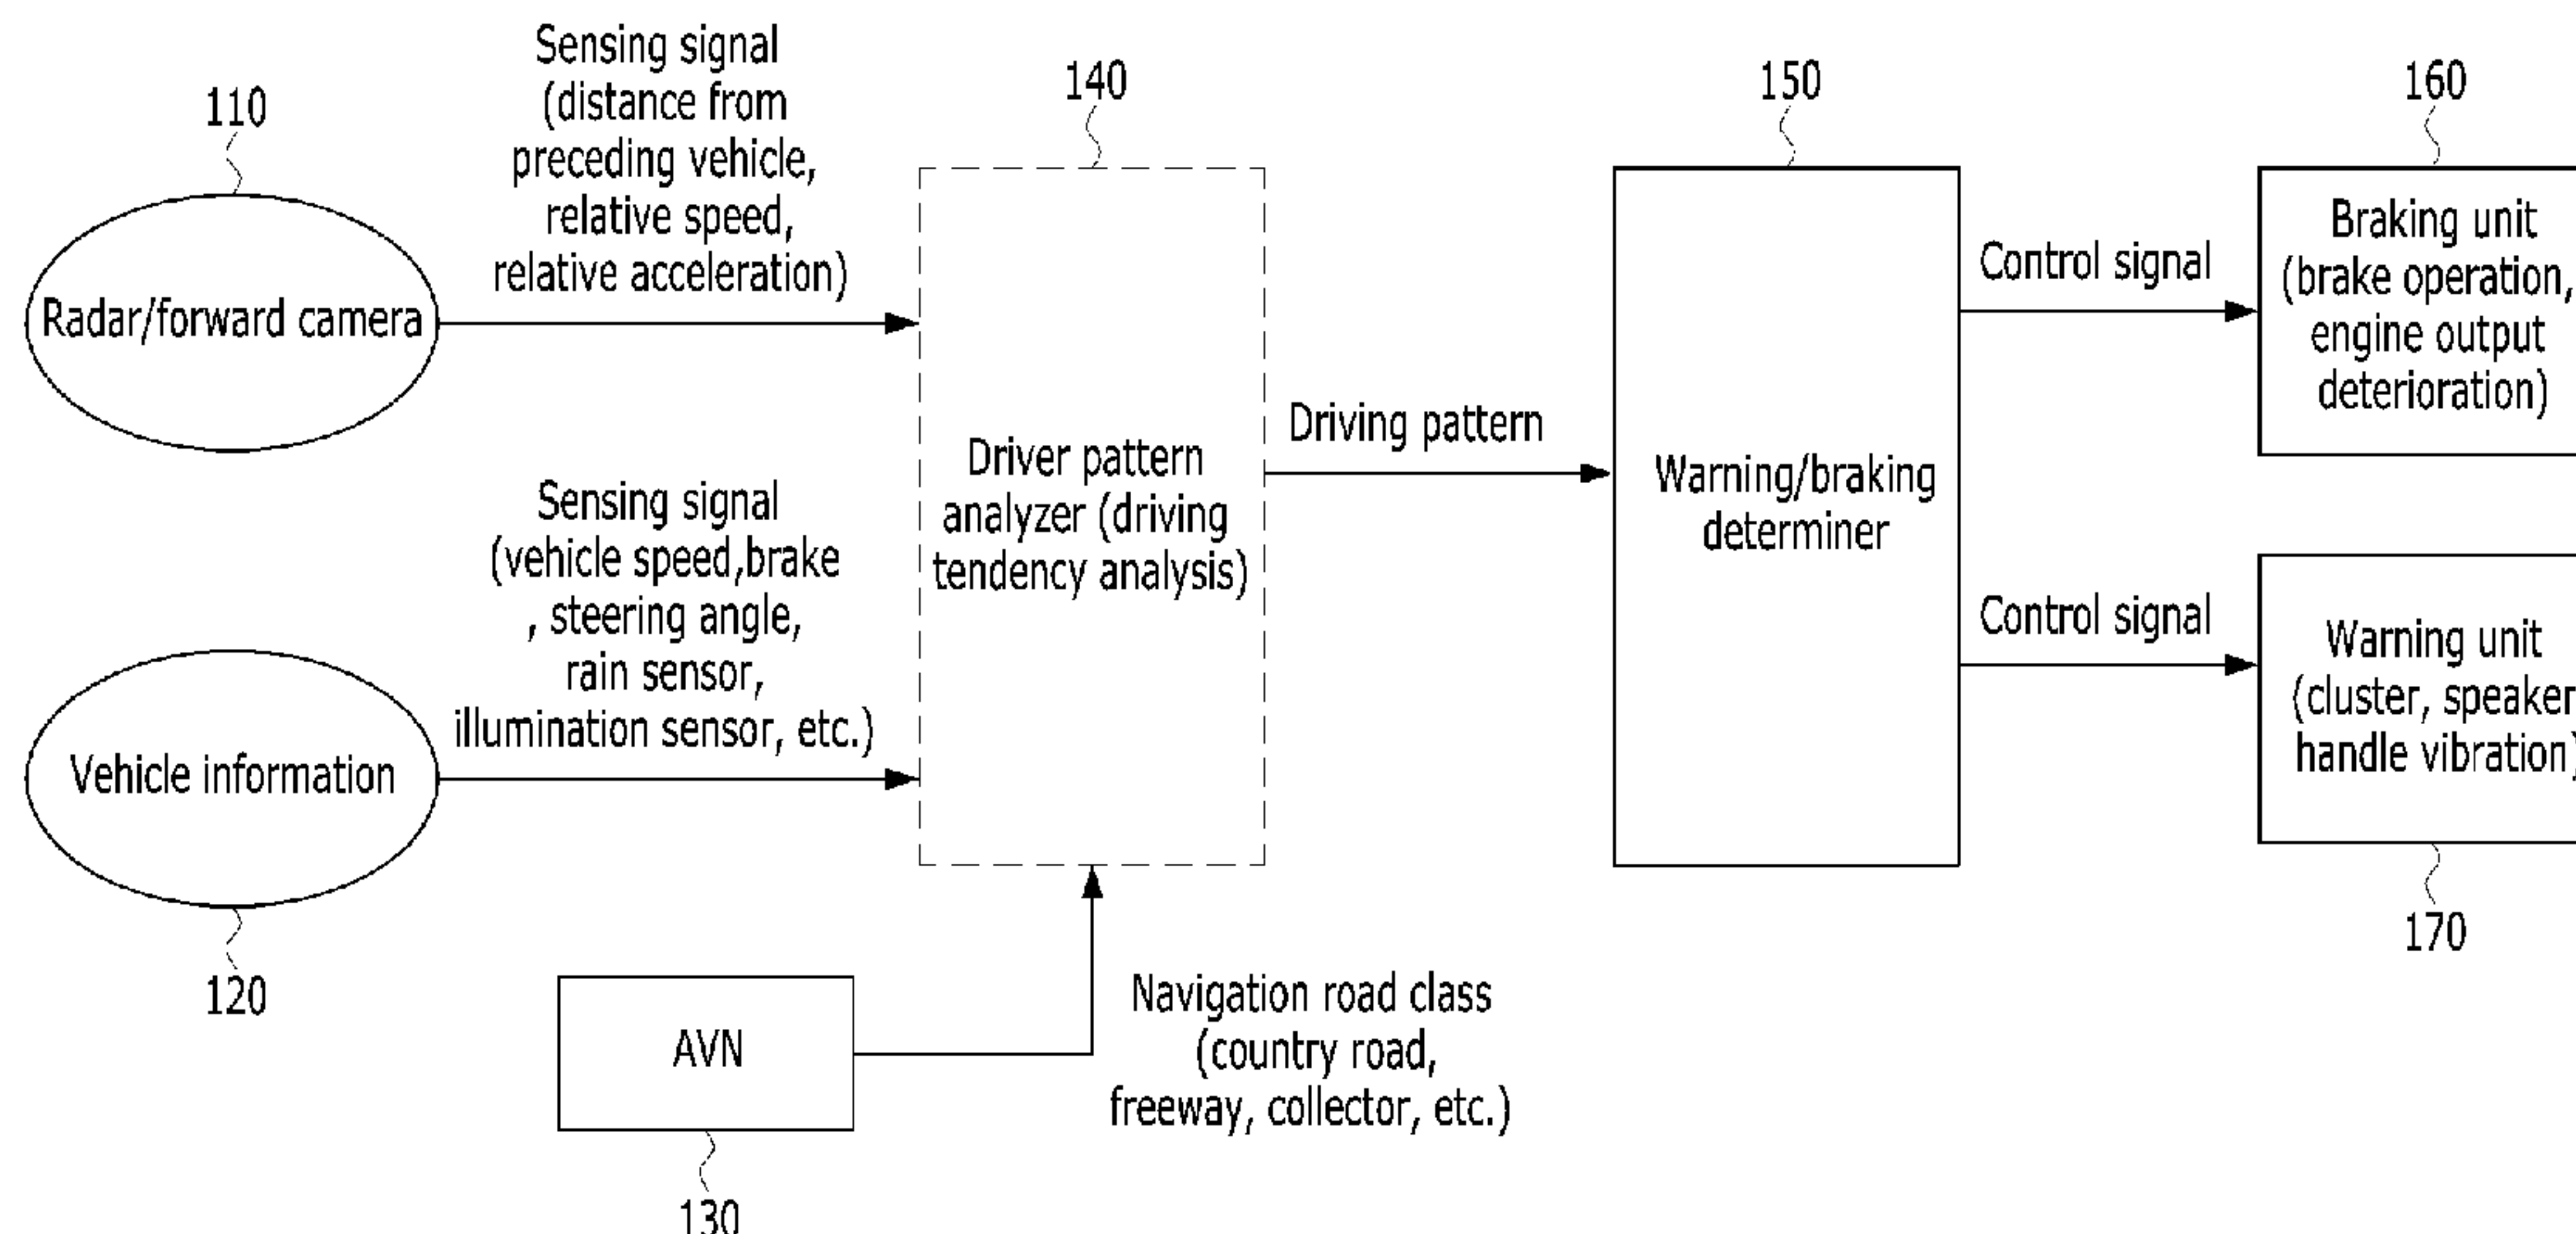 110
Radar/forward camera
Sensing signal
(distance from
preceding vehicle,
relative speed,
relative acceleration)
Vehicle information
120
Sensing signal
(vehicle speed,brake
, steering angle,
rain sensor,
illumination sensor, etc.)
AVN
130
Navigation road class
(country road,
freeway, collector, etc.)
140
Driver pattern
analyzer (driving
tendency analysis)
Driving pattern
150
Warning/braking
determiner
Control signal
Control signal
160
Braking unit
(brake operation,
engine output
deterioration)
Warning unit
(cluster, speaker
handle vibration)
170